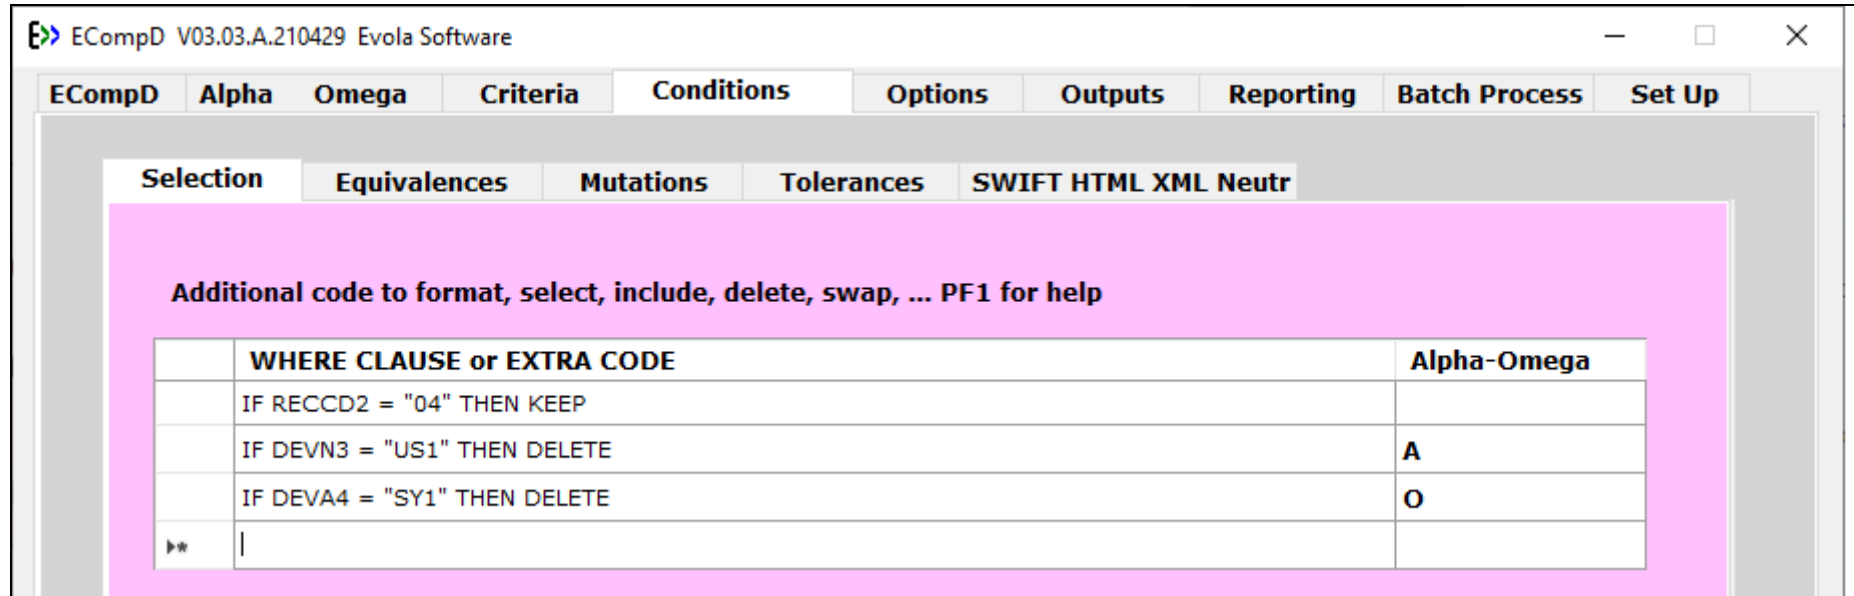 E>> ECompD V03.03.A.210429 Evola Software
ECompD Alpha Omega Criteria Conditions Options Outputs Reporting Batch Process Set Up
Selection Equivalences Mutations Tolerances SWIFT HTML XML Neutr
Additional code to format, select, include, delete, swap, ... PF1 for help
WHERE CLAUSE or EXTRA CODE Alpha-Omega
IF RECCD2 = "04" THEN KEEP
IF DEVN3 = "US1" THEN DELETE A
IF DEVA4 = "SY1" THEN DELETE O